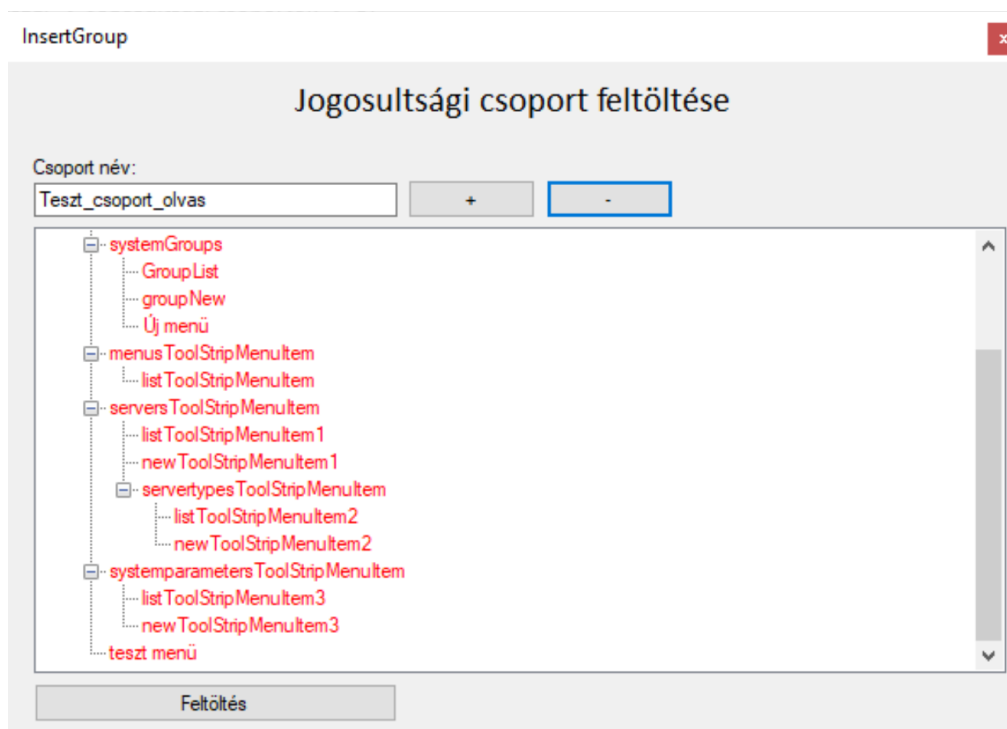 InsertGroup
x
Jogosultsági csoport feltöltése
Csoport név:
Teszt_csoport_olvas
+
-
systemGroups
GroupList
groupNew
Új menü
menusToolStripMenuItem
listToolStripMenuItem
serversToolStripMenuItem
listToolStripMenuItem1
newToolStripMenuItem1
servertypesToolStripMenuItem
listToolStripMenuItem2
newToolStripMenuItem2
systemparametersToolStripMenuItem
listToolStripMenuItem3
newToolStripMenuItem3
teszt menü
Feltöltés